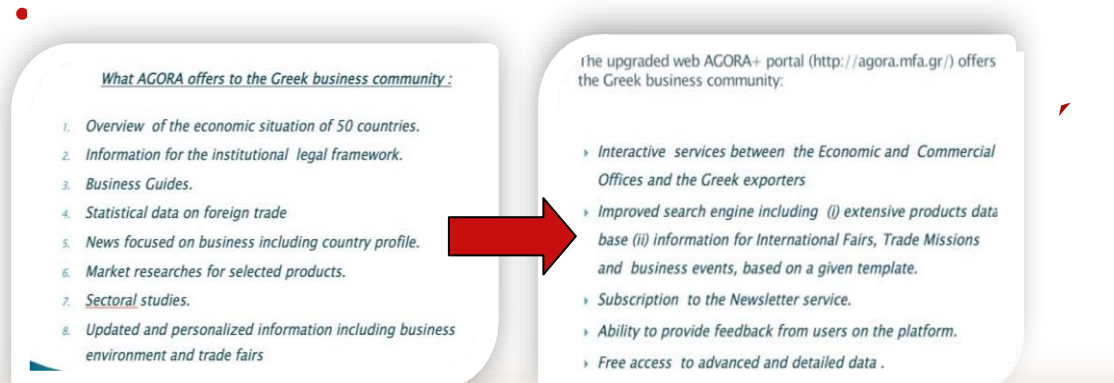 What AGORA offers to the Greek business community :
1. Overview of the economic situation of 50 countries.
2. Information for the institutional legal framework.
3. Business Guides.
4. Statistical data on foreign trade
5. News focused on business including country profile.
6. Market researches for selected products.
7. Sectoral studies.
8. Updated and personalized information including business
environment and trade fairs
The upgraded web AGORA+ portal (http://agora.mfa.gr/) offers
the Greek business community:
Interactive services between the Economic and Commercial
Offices and the Greek exporters
Improved search engine including (i) extensive products data
base (ii) information for International Fairs, Trade Missions
and business events, based on a given template.
Subscription to the Newsletter service.
Ability to provide feedback from users on the platform.
Free access to advanced and detailed data .